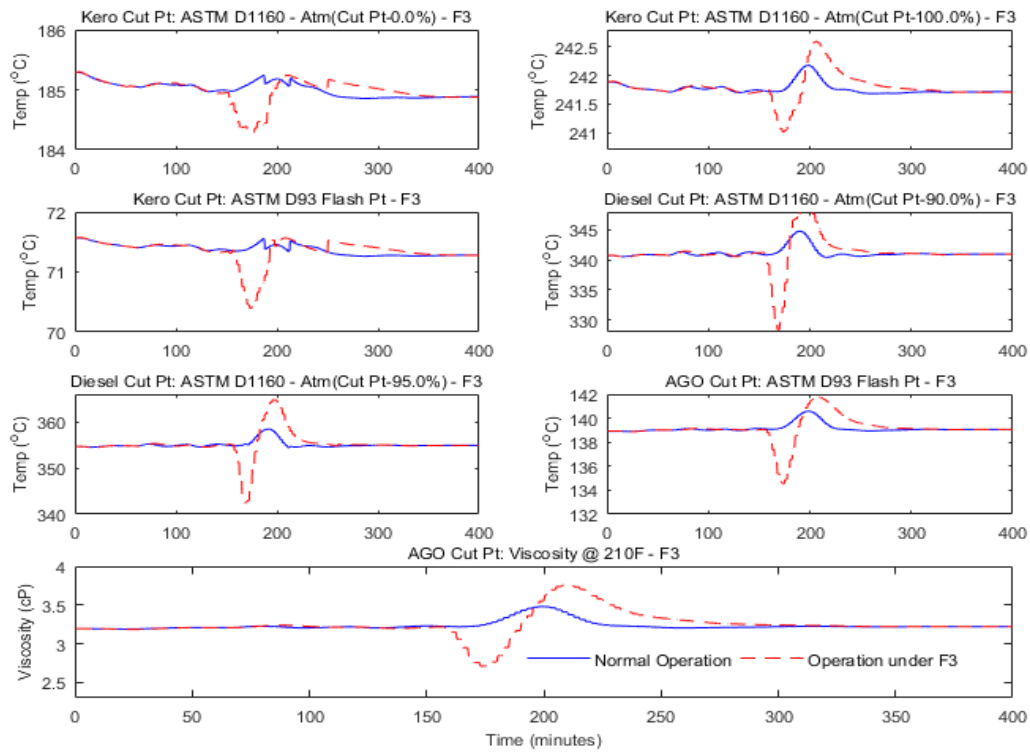 Kero Cut Pt: ASTM D1160 - Atm(Cut Pt-0.0%) - F3
186
185
184
Temp (°C)
0 100 200 300 400
Kero Cut Pt: ASTM D1160 - Atm(Cut Pt-100.0%) - F3
242.5
242
241.5
241
Temp (°C)
0 100 200 300 400
Kero Cut Pt: ASTM D93 Flash Pt - F3
72
71
70
Temp (°C)
0 100 200 300 400
Diesel Cut Pt: ASTM D1160 - Atm(Cut Pt-90.0%) - F3
345
340
335
330
Temp (°C)
0 100 200 300 400
Diesel Cut Pt: ASTM D1160 - Atm(Cut Pt-95.0%) - F3
360
350
340
Temp (°C)
0 100 200 300 400
AGO Cut Pt: ASTM D93 Flash Pt - F3
142
140
138
136
134
132
Temp (°C)
0 100 200 300 400
AGO Cut Pt: Viscosity @ 210F - F3
4
3.5
3
2.5
Viscosity (cP)
Normal Operation Operation under F3
0 50 100 150 200 250 300 350 400
Time (minutes)